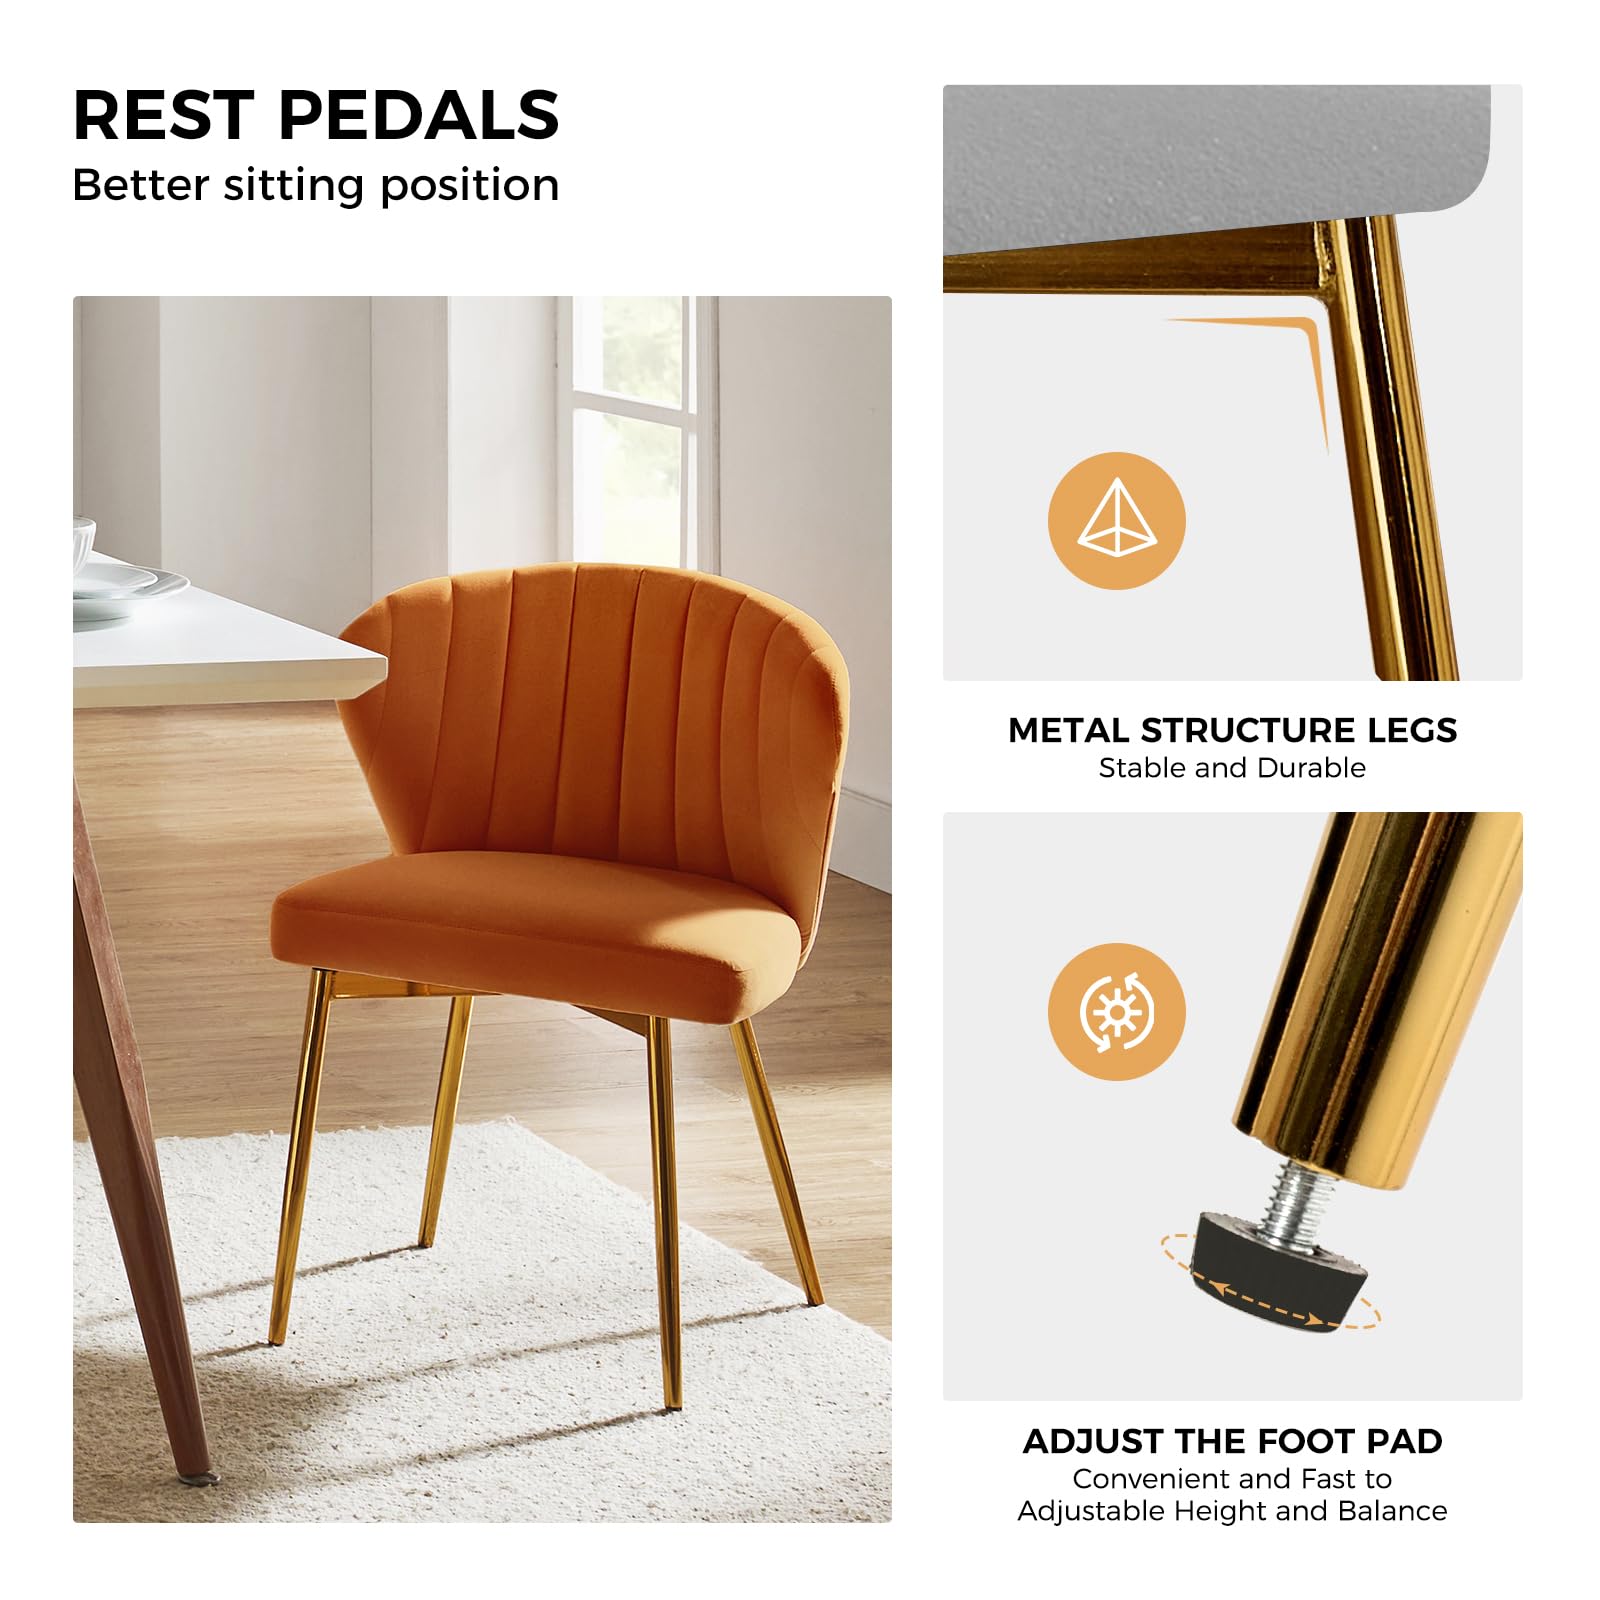 REST PEDALS
Better sitting position
METAL STRUCTURE LEGS
Stable and Durable
ADJUST THE FOOT PAD
Convenient and Fast to
Adjustable Height and Balance